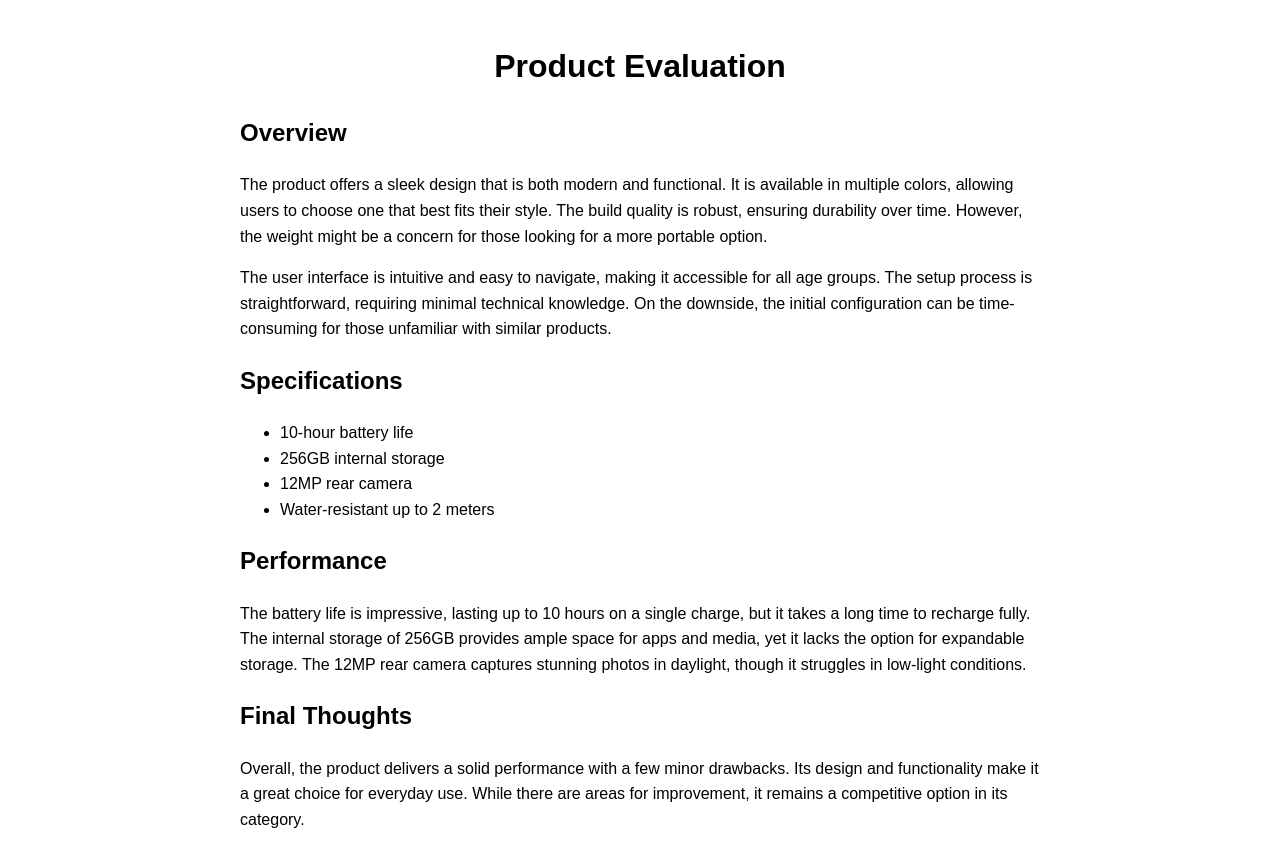 Product Evaluation
Overview
The product offers a sleek design that is both modern and functional. It is available in multiple colors, allowing
users to choose one that best fits their style. The build quality is robust, ensuring durability over time. However,
the weight might be a concern for those looking for a more portable option.
The user interface is intuitive and easy to navigate, making it accessible for all age groups. The setup process is
straightforward, requiring minimal technical knowledge. On the downside, the initial configuration can be time-
consuming for those unfamiliar with similar products.
Specifications
• 10-hour battery life
• 256GB internal storage
• 12MP rear camera
• Water-resistant up to 2 meters
Performance
The battery life is impressive, lasting up to 10 hours on a single charge, but it takes a long time to recharge fully.
The internal storage of 256GB provides ample space for apps and media, yet it lacks the option for expandable
storage. The 12MP rear camera captures stunning photos in daylight, though it struggles in low-light conditions.
Final Thoughts
Overall, the product delivers a solid performance with a few minor drawbacks. Its design and functionality make it
a great choice for everyday use. While there are areas for improvement, it remains a competitive option in its
category.